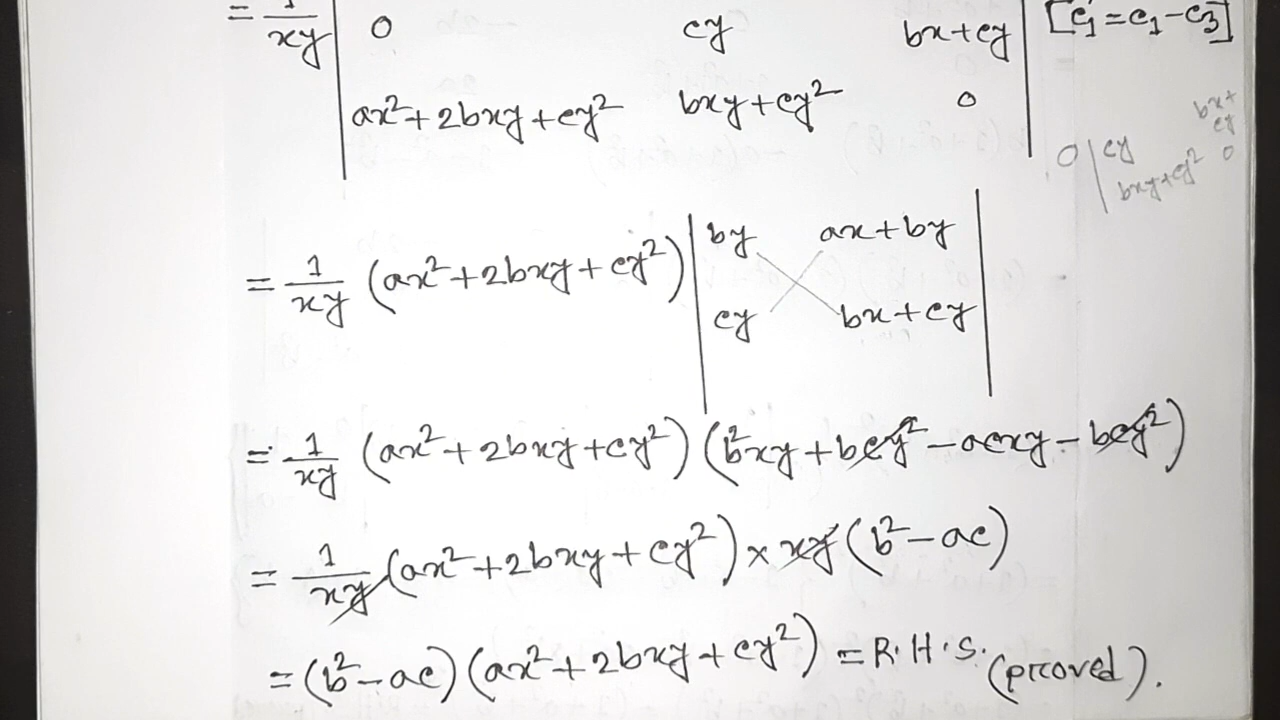 = 1/xy | 0 cy bx+cy | [C1 = C1-C3]
| ax²+2bxy+cy² bxy+cy² 0 |
bx+
cy
0 | cy 0
bxy+cy²
= 1/xy (ax²+2bxy+cy²) | by ax+by |
| cy bx+cy |
= 1/xy (ax²+2bxy+cy²) (b²xy+bcy²-acxy-bcy²)
= 1/xy (ax²+2bxy+cy²) × xy (b²-ac)
= (b²-ac) (ax²+2bxy+cy²) = R.H.S. (proved).